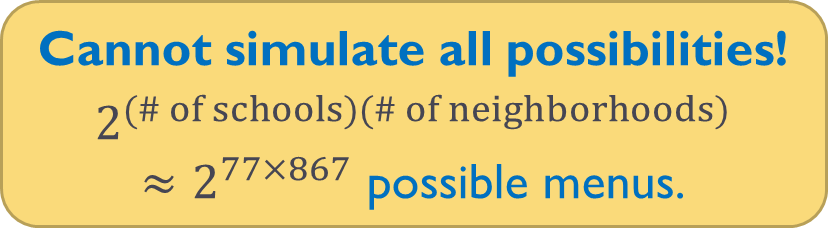 Cannot simulate all possibilities!
2^(# of schools)(# of neighborhoods)
≈ 2^77×867 possible menus.